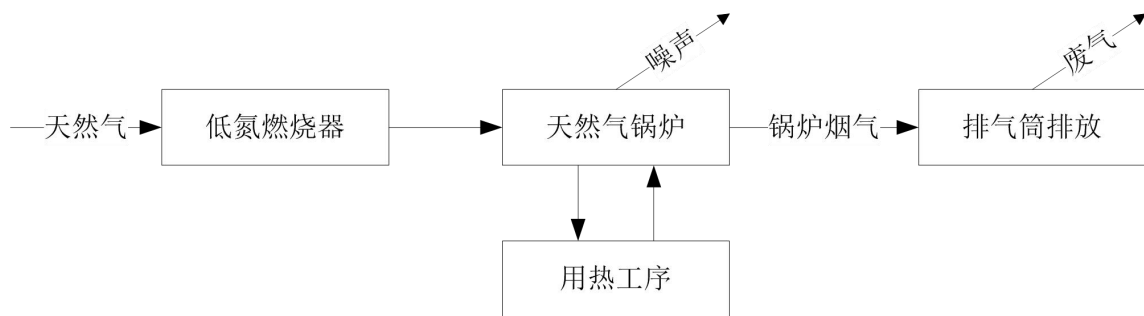 噪声
废气
天然气
低氮燃烧器
天然气锅炉
锅炉烟气
排气筒排放
用热工序